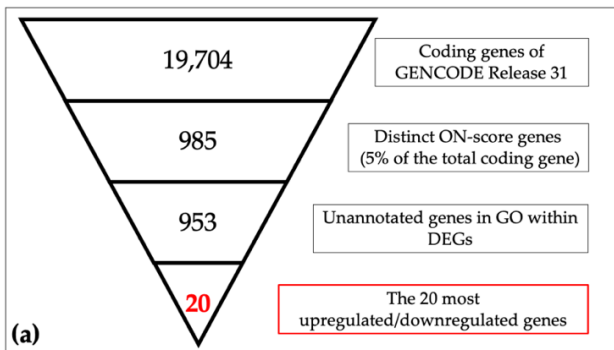 19,704
Coding genes of
GENCODE Release 31
985
Distinct ON-score genes
(5% of the total coding gene)
953
Unannotated genes in GO within
DEGs
20
The 20 most
upregulated/downregulated genes
(a)